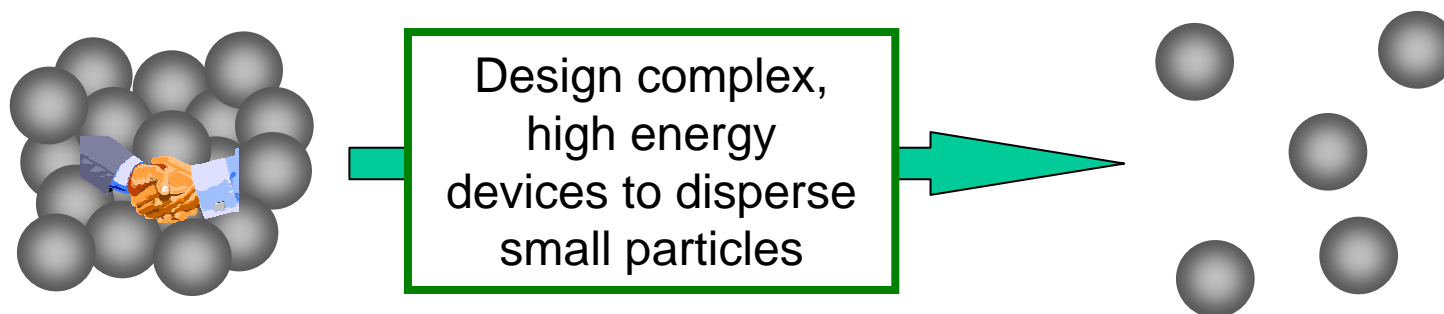 Design complex,
high energy
devices to disperse
small particles